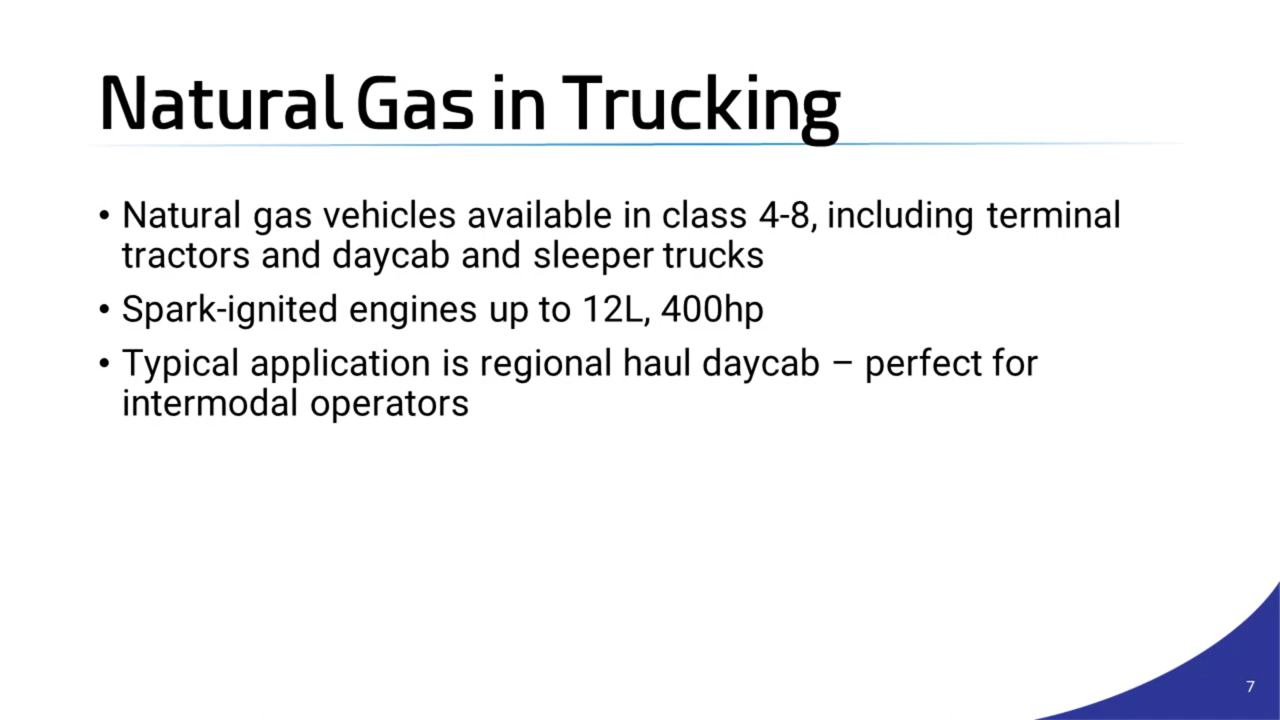 Natural Gas in Trucking
• Natural gas vehicles available in class 4-8, including terminal
tractors and daycab and sleeper trucks
• Spark-ignited engines up to 12L, 400hp
• Typical application is regional haul daycab – perfect for
intermodal operators
7